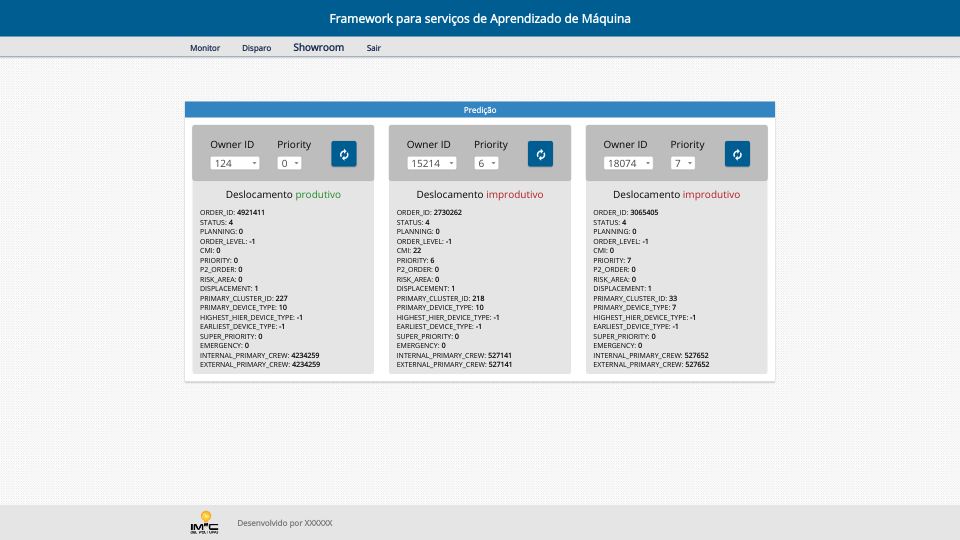 Framework para serviços de Aprendizado de Máquina
Monitor Disparo Showroom Sair
Predição
Owner ID Priority
124 0
Deslocamento produtivo
ORDER_ID: 4921411
STATUS: 4
PLANNING: 0
ORDER_LEVEL: -1
CMI: 0
PRIORITY: 0
P2_ORDER: 0
RISK_AREA: 0
DISPLACEMENT: 1
PRIMARY_CLUSTER_ID: 227
PRIMARY_DEVICE_TYPE: 10
HIGHEST_HIER_DEVICE_TYPE: -1
EARLIEST_DEVICE_TYPE: -1
SUPER_PRIORITY: 0
EMERGENCY: 0
INTERNAL_PRIMARY_CREW: 4234259
EXTERNAL_PRIMARY_CREW: 4234259
Owner ID Priority
15214 6
Deslocamento improdutivo
ORDER_ID: 2730262
STATUS: 4
PLANNING: 0
ORDER_LEVEL: -1
CMI: 22
PRIORITY: 6
P2_ORDER: 0
RISK_AREA: 0
DISPLACEMENT: 1
PRIMARY_CLUSTER_ID: 218
PRIMARY_DEVICE_TYPE: 10
HIGHEST_HIER_DEVICE_TYPE: -1
EARLIEST_DEVICE_TYPE: -1
SUPER_PRIORITY: 0
EMERGENCY: 0
INTERNAL_PRIMARY_CREW: 527141
EXTERNAL_PRIMARY_CREW: 527141
Owner ID Priority
18074 7
Deslocamento improdutivo
ORDER_ID: 3065405
STATUS: 4
PLANNING: 0
ORDER_LEVEL: -1
CMI: 0
PRIORITY: 7
P2_ORDER: 0
RISK_AREA: 0
DISPLACEMENT: 1
PRIMARY_CLUSTER_ID: 33
PRIMARY_DEVICE_TYPE: 7
HIGHEST_HIER_DEVICE_TYPE: -1
EARLIEST_DEVICE_TYPE: -1
SUPER_PRIORITY: 0
EMERGENCY: 0
INTERNAL_PRIMARY_CREW: 527652
EXTERNAL_PRIMARY_CREW: 527652
Desenvolvido por XXXXXX